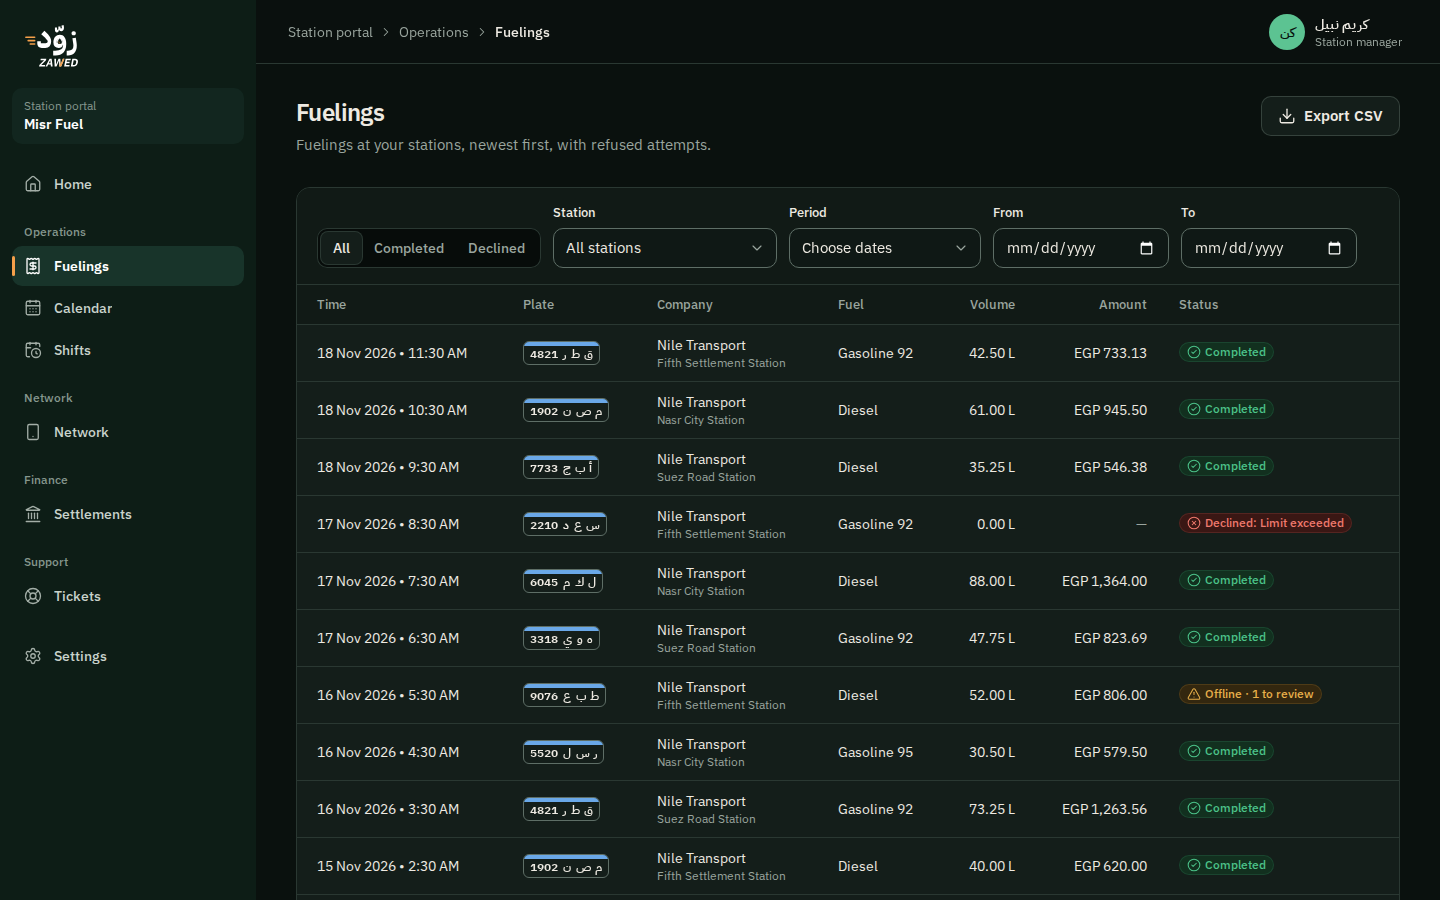 زوّد
ZAWED
Station portal
Misr Fuel
Home
Operations
Fuelings
Calendar
Shifts
Network
Network
Finance
Settlements
Support
Tickets
Settings
Station portal > Operations > Fuelings
كن
كريم نبيل
Station manager
Fuelings
Fuelings at your stations, newest first, with refused attempts.
Export CSV
Station Period From To
All Completed Declined All stations Choose dates mm/dd/yyyy mm/dd/yyyy
Time Plate Company Fuel Volume Amount Status
18 Nov 2026 • 11:30 AM 4821 ق ط ر Nile Transport Gasoline 92 42.50 L EGP 733.13 Completed
Fifth Settlement Station
18 Nov 2026 • 10:30 AM 1902 م ص ن Nile Transport Diesel 61.00 L EGP 945.50 Completed
Nasr City Station
18 Nov 2026 • 9:30 AM 7733 أ ب ج Nile Transport Diesel 35.25 L EGP 546.38 Completed
Suez Road Station
17 Nov 2026 • 8:30 AM 2210 س ع د Nile Transport Gasoline 92 0.00 L — Declined: Limit exceeded
Fifth Settlement Station
17 Nov 2026 • 7:30 AM 6045 ل ك م Nile Transport Diesel 88.00 L EGP 1,364.00 Completed
Nasr City Station
17 Nov 2026 • 6:30 AM 3318 ه و ي Nile Transport Gasoline 92 47.75 L EGP 823.69 Completed
Suez Road Station
16 Nov 2026 • 5:30 AM 9076 ط ب ع Nile Transport Diesel 52.00 L EGP 806.00 Offline · 1 to review
Fifth Settlement Station
16 Nov 2026 • 4:30 AM 5520 ر س ل Nile Transport Gasoline 95 30.50 L EGP 579.50 Completed
Nasr City Station
16 Nov 2026 • 3:30 AM 4821 ق ط ر Nile Transport Gasoline 92 73.25 L EGP 1,263.56 Completed
Suez Road Station
15 Nov 2026 • 2:30 AM 1902 م ص ن Nile Transport Diesel 40.00 L EGP 620.00 Completed
Fifth Settlement Station